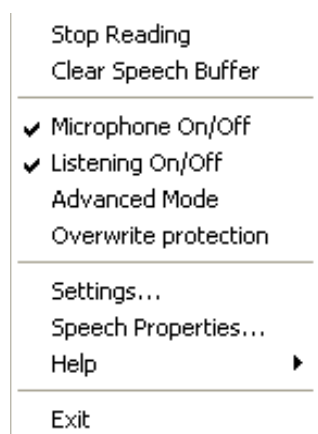 Stop Reading
Clear Speech Buffer
Microphone On/Off
Listening On/Off
Advanced Mode
Overwrite protection
Settings...
Speech Properties...
Help
Exit